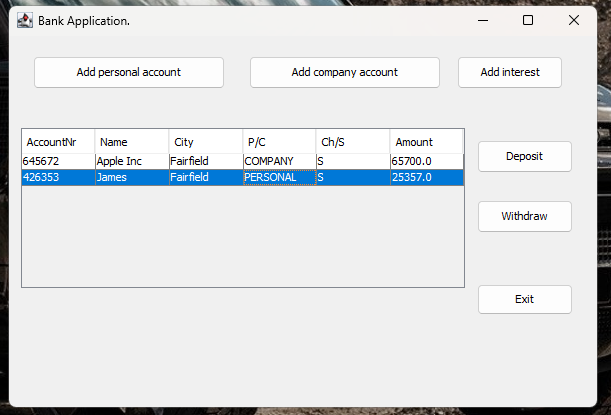 Bank Application.
Add personal account Add company account Add interest
AccountNr Name City P/C Ch/S Amount
645672 Apple Inc Fairfield COMPANY S 65700.0
426353 James Fairfield PERSONAL S 25357.0
Deposit
Withdraw
Exit